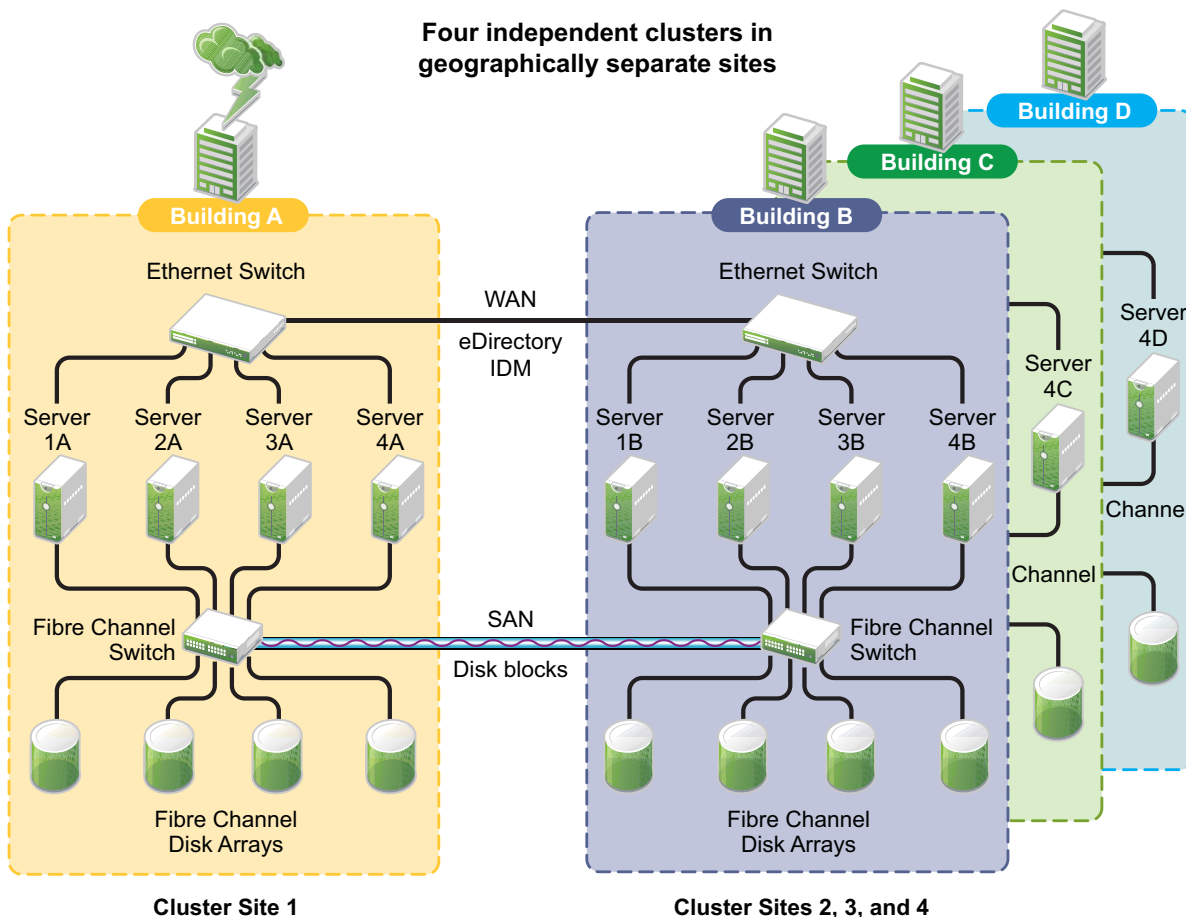 Four independent clusters in
geographically separate sites
Building D
Building C
Building A
Building B
Ethernet Switch
Ethernet Switch
WAN
eDirectory
IDM
Server
4D
Server
4C
Server
1A
Server
2A
Server
3A
Server
4A
Server
1B
Server
2B
Server
3B
Server
4B
Channel
Channel
Fibre Channel
Switch
SAN
Disk blocks
Fibre Channel
Switch
Fibre Channel
Disk Arrays
Fibre Channel
Disk Arrays
Cluster Site 1
Cluster Sites 2, 3, and 4